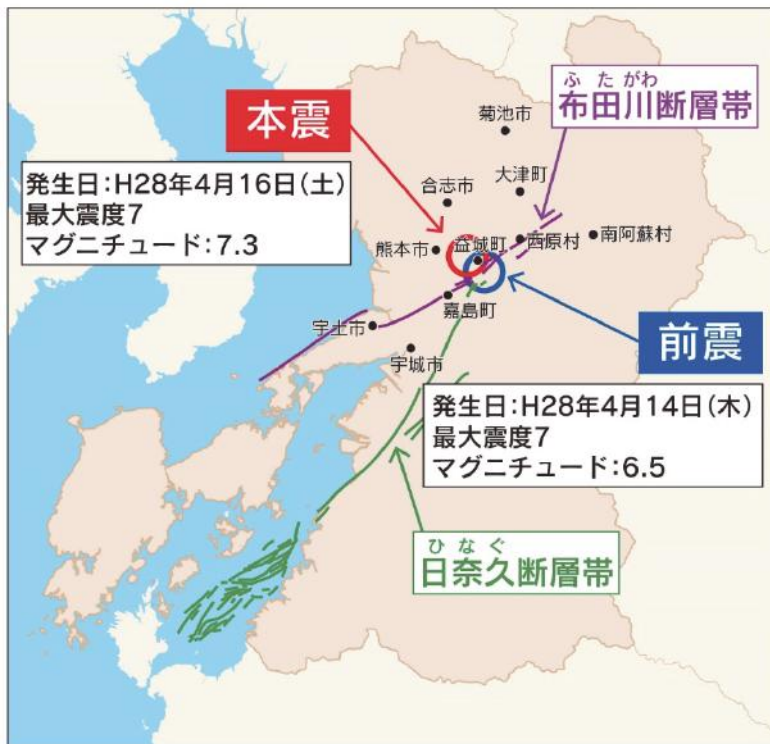 ふたがわ
布田川断層帯
本震
発生日:H28年4月16日(土)
最大震度7
マグニチュード:7.3
菊池市
大津町
合志市
熊本市
益城町
西原村
南阿蘇村
嘉島町
宇土市
宇城市
前震
発生日:H28年4月14日(木)
最大震度7
マグニチュード:6.5
ひなぐ
日奈久断層帯